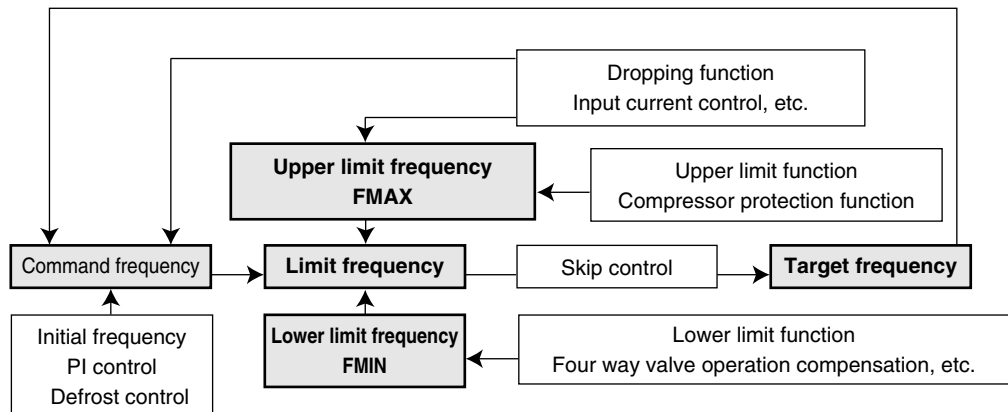 Dropping function
Input current control, etc.
Upper limit frequency
FMAX
Upper limit function
Compressor protection function
Command frequency
Limit frequency
Skip control
Target frequency
Initial frequency
PI control
Defrost control
Lower limit frequency
FMIN
Lower limit function
Four way valve operation compensation, etc.